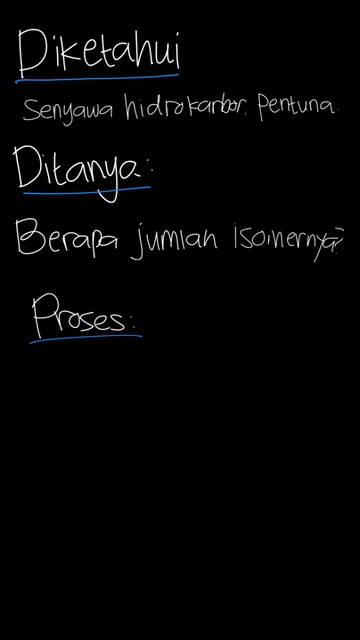 Diketahui
Senyawa hidrokarbon Pentuna.
Ditanya:
Berapa jumlah isomernya?
Proses: